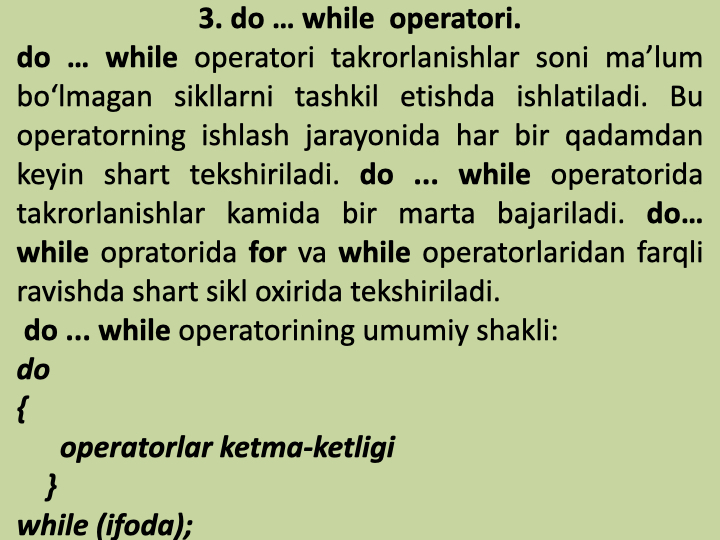 3. do … while operatori.
do … while operatori takrorlanishlar soni ma’lum
bo‘lmagan sikllarni tashkil etishda ishlatiladi. Bu
operatorning ishlash jarayonida har bir qadamdan
keyin shart tekshiriladi. do ... while operatorida
takrorlanishlar kamida bir marta bajariladi. do…
while opratorida for va while operatorlaridan farqli
ravishda shart sikl oxirida tekshiriladi.
do ... while operatorining umumiy shakli:
do
{
operatorlar ketma-ketligi
}
while (ifoda);